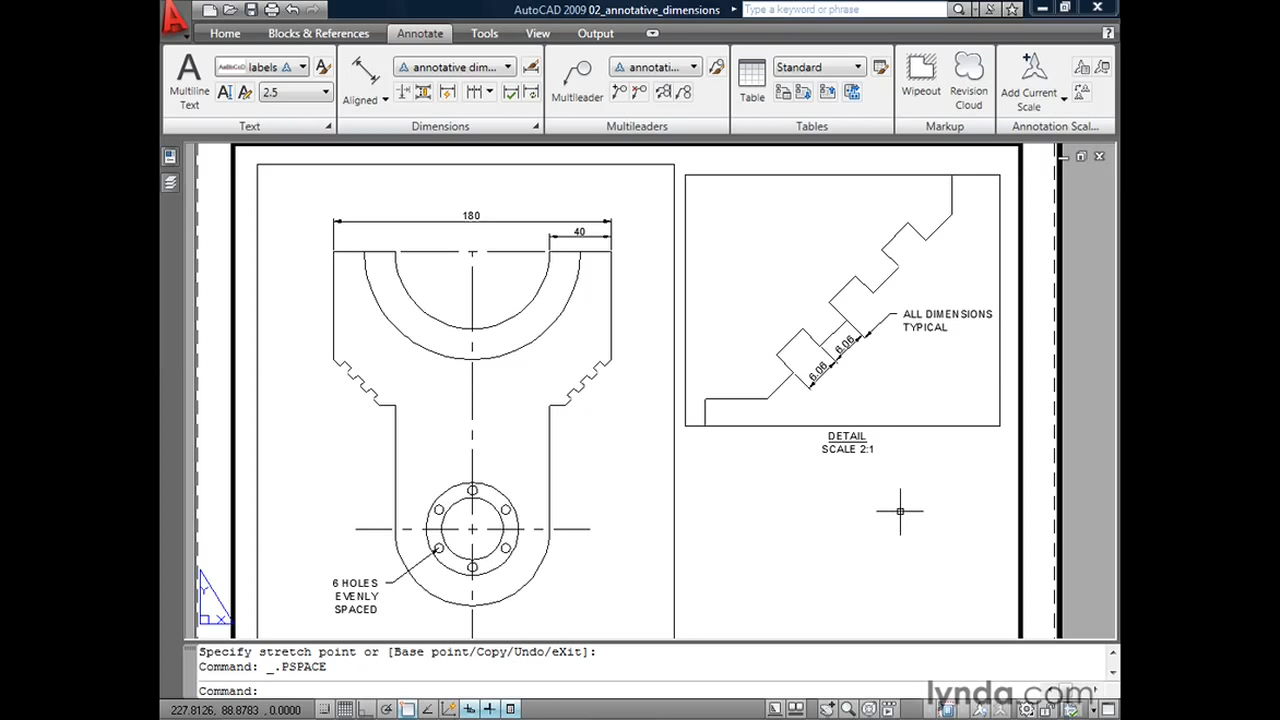 AutoCAD 2009 02_annotative_dimensions
Type a keyword or phrase
Home Blocks & References Annotate Tools View Output
labels
annotative dim...
annotati...
Standard
2.5
Multiline
Text
Aligned
Multileader
Table
Wipeout
Revision
Cloud
Add Current
Scale
Text Dimensions Multileaders Tables Markup Annotation Scal...
180
40
ALL DIMENSIONS
TYPICAL
6.06
6.06
DETAIL
SCALE 2:1
6 HOLES
EVENLY
SPACED
Y
X
Specify stretch point or [Base point/Copy/Undo/eXit]:
Command: _.PSPACE
Command:
227.8126, 88.8783, 0.0000
lynda.com